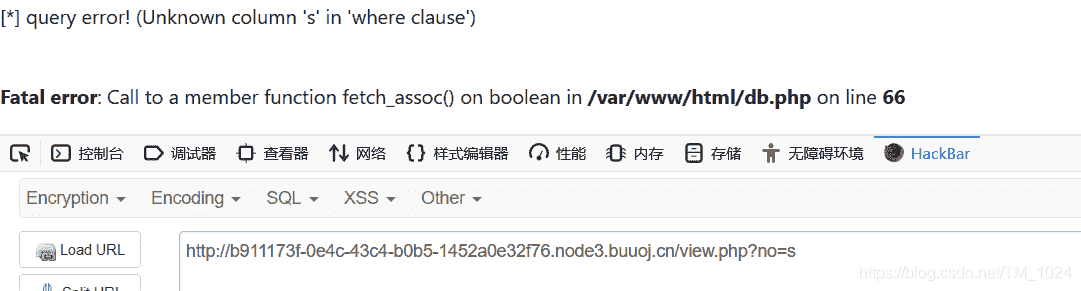 [*] query error! (Unknown column 's' in 'where clause')
Fatal error: Call to a member function fetch_assoc() on boolean in /var/www/html/db.php on line 66
控制台 调试器 查看器 网络 样式编辑器 性能 内存 存储 无障碍环境 HackBar
Encryption Encoding SQL XSS Other
Load URL http://b911173f-0e4c-43c4-b0b5-1452a0e32f76.node3.buuoj.cn/view.php?no=s
https://blog.csdn.net/TM_1024
Split URL